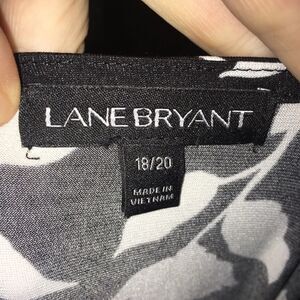 LANE BRYANT
18/20
MADE IN
VIETNAM